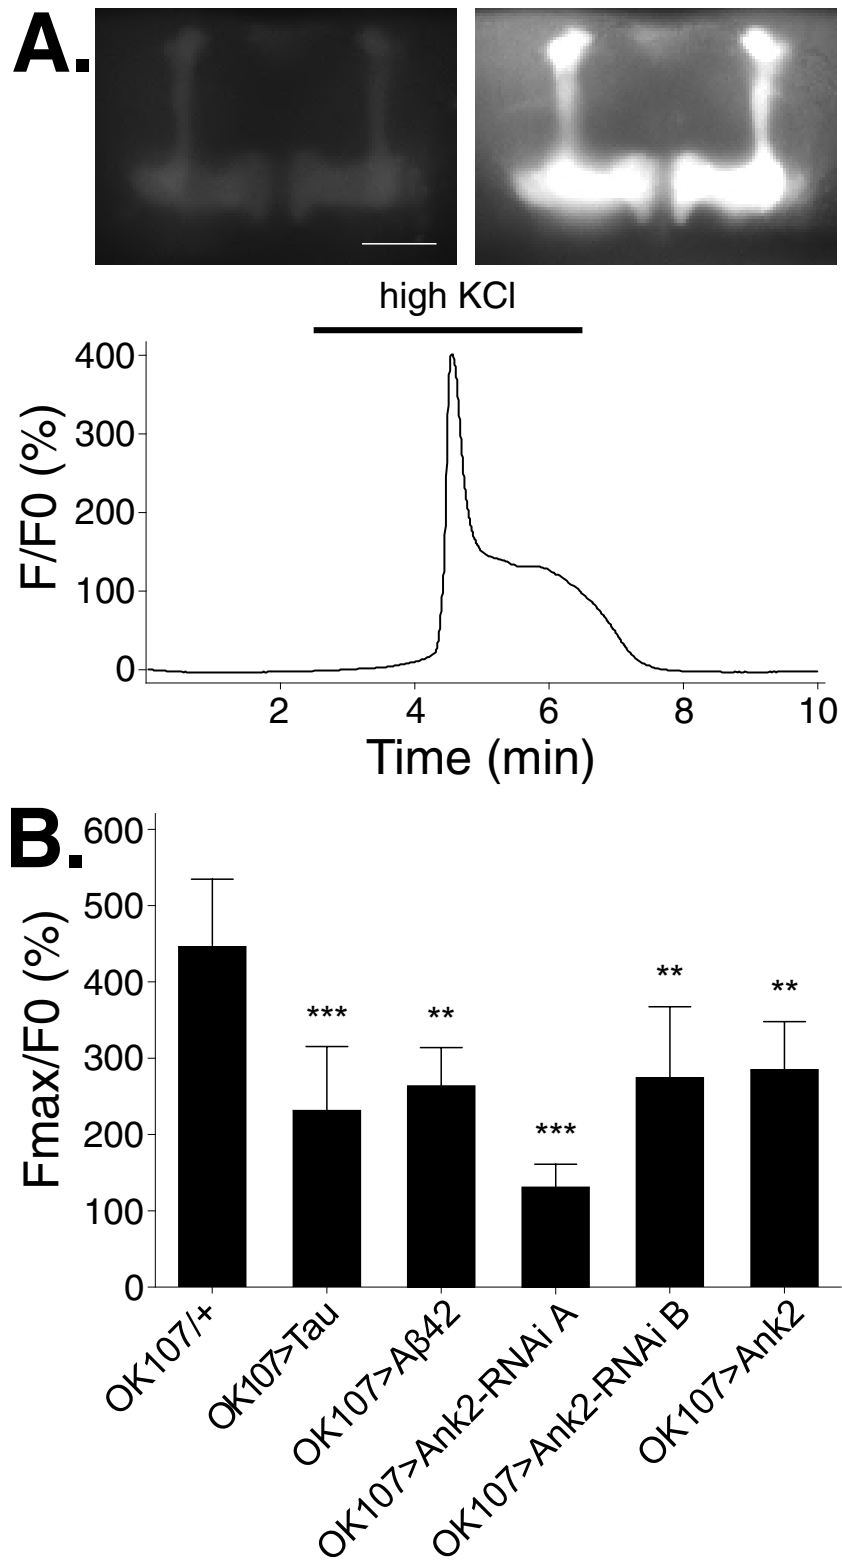 A.
high KCl
F/F0 (%)
400
300
200
100
0
2 4 6 8 10
Time (min)
B.
Fmax/F0 (%)
600
500
400
300
200
100
0
*** ** *** ** **
OK107/+
OK107>Tau
OK107>Aβ42
OK107>Ank2-RNAi A
OK107>Ank2-RNAi B
OK107>Ank2